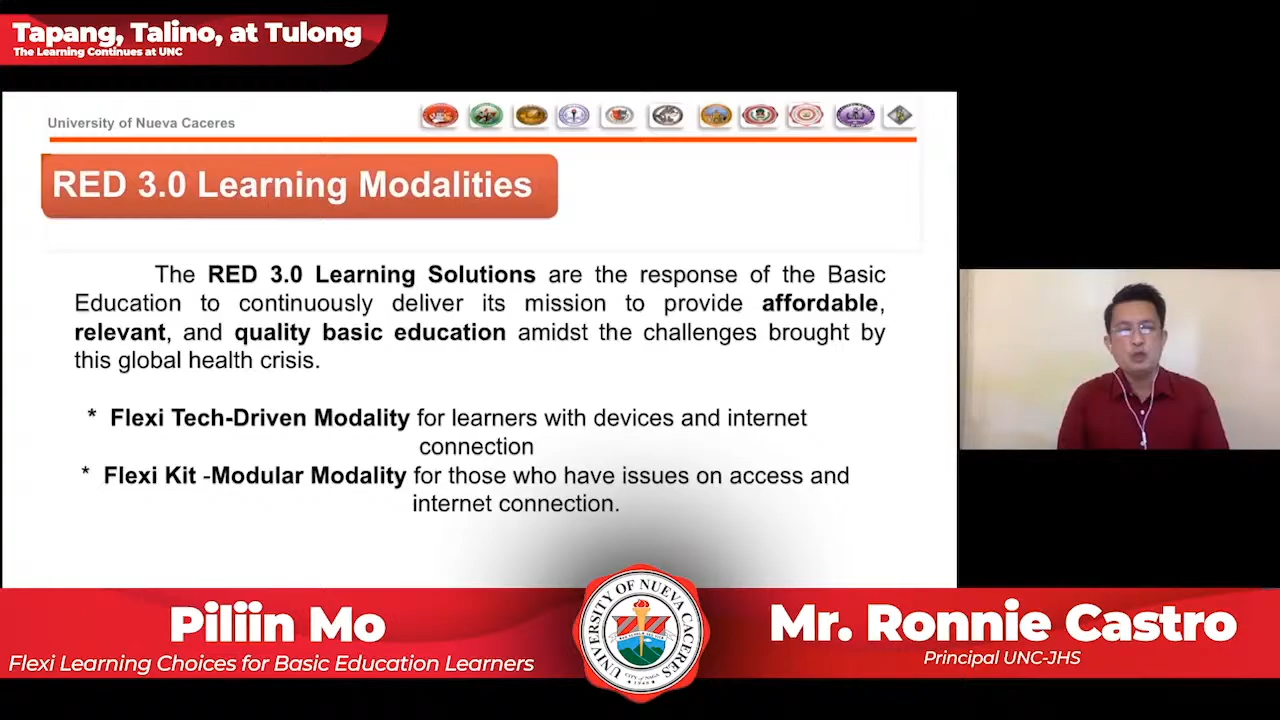 Tapang, Talino, at Tulong
The Learning Continues at UNC
University of Nueva Caceres
RED 3.0 Learning Modalities
The RED 3.0 Learning Solutions are the response of the Basic
Education to continuously deliver its mission to provide affordable,
relevant, and quality basic education amidst the challenges brought by
this global health crisis.
* Flexi Tech-Driven Modality for learners with devices and internet
connection
* Flexi Kit -Modular Modality for those who have issues on access and
internet connection.
Piliin Mo
Flexi Learning Choices for Basic Education Learners
UNIVERSITY OF NUEVA CACERES
CITY OF NAGA
1948
Mr. Ronnie Castro
Principal UNC-JHS